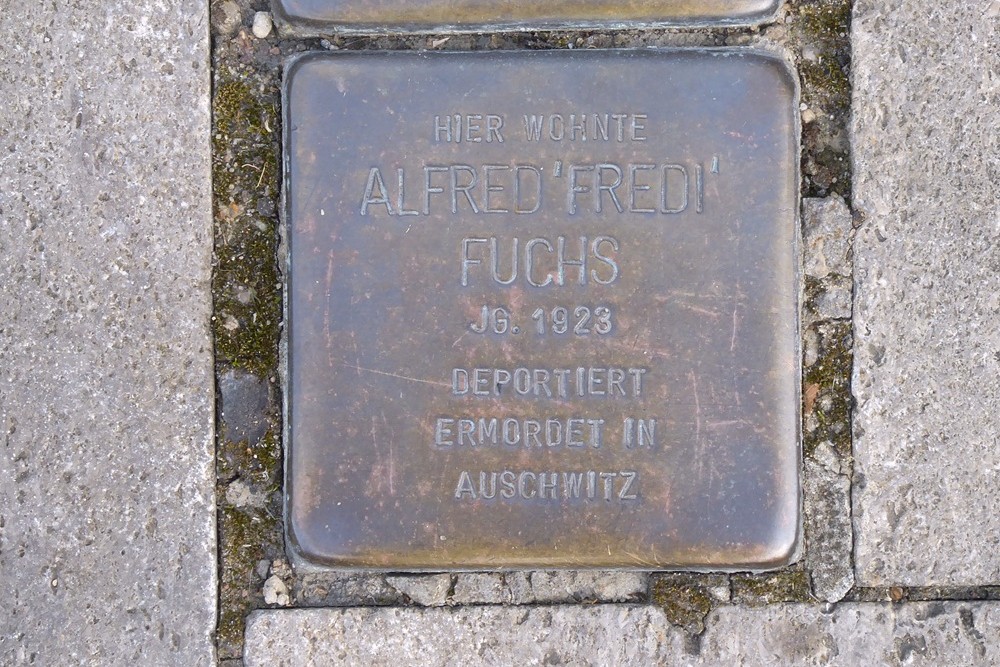 HIER WOHNTE
ALFRED 'FREDI'
FUCHS
JG. 1923
DEPORTIERT
ERMORDET IN
AUSCHWITZ